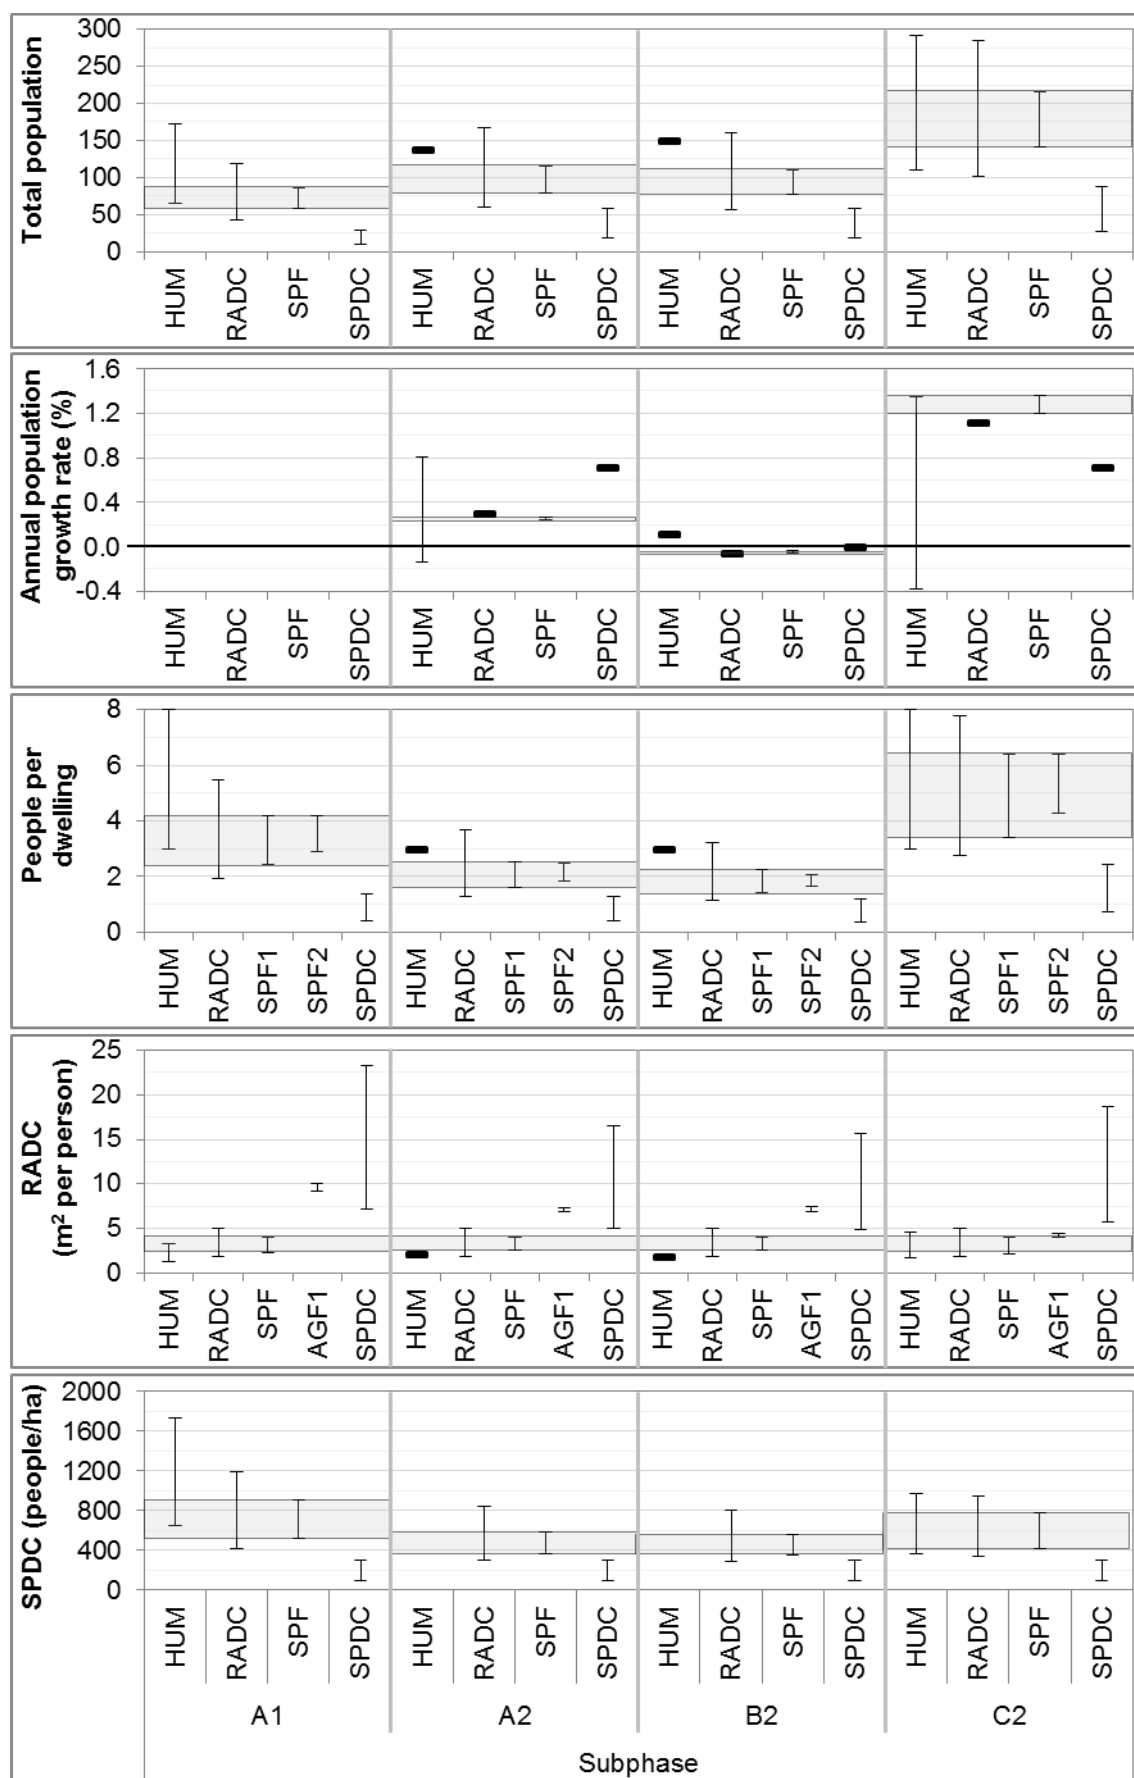 Total population
300
250
200
150
100
50
0
HUM RADC SPF SPDC HUM RADC SPF SPDC HUM RADC SPF SPDC HUM RADC SPF SPDC
Annual population
growth rate (%)
1.6
1.2
0.8
0.4
0.0
-0.4
HUM RADC SPF SPDC HUM RADC SPF SPDC HUM RADC SPF SPDC HUM RADC SPF SPDC
People per
dwelling
8
6
4
2
0
HUM RADC SPF1 SPF2 SPDC HUM RADC SPF1 SPF2 SPDC HUM RADC SPF1 SPF2 SPDC HUM RADC SPF1 SPF2 SPDC
RADC
(m² per person)
25
20
15
10
5
0
HUM RADC SPF AGF1 SPDC HUM RADC SPF AGF1 SPDC HUM RADC SPF AGF1 SPDC HUM RADC SPF AGF1 SPDC
SPDC (people/ha)
2000
1600
1200
800
400
0
HUM RADC SPF SPDC HUM RADC SPF SPDC HUM RADC SPF SPDC HUM RADC SPF SPDC
A1 A2 B2 C2
Subphase